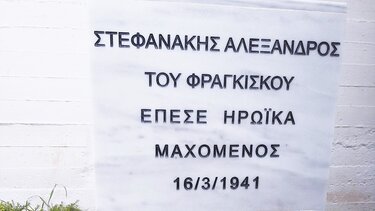 ΣΤΕΦΑΝΑΚΗΣ ΑΛΕΞΑΝΔΡΟΣ
ΤΟΥ ΦΡΑΓΚΙΣΚΟΥ
ΕΠΕΣΕ ΗΡΩΪΚΑ
ΜΑΧΟΜΕΝΟΣ
16/3/1941